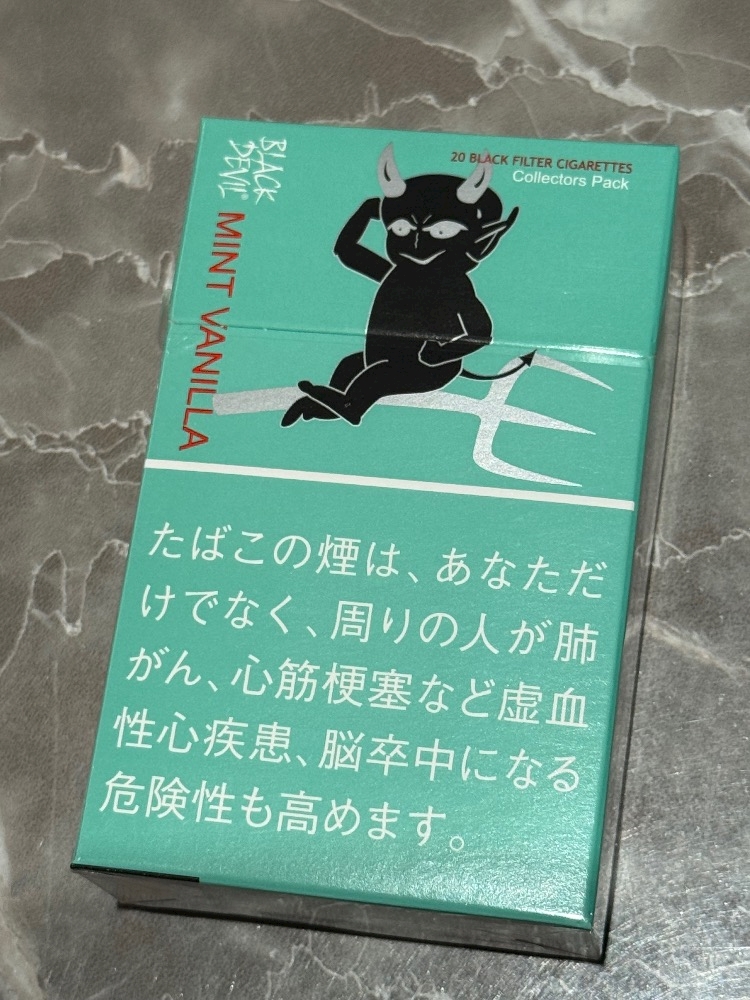 20 BLACK FILTER CIGARETTES
Collectors Pack
BLACK
DEVIL®
MINT VANILLA
たばこの煙は、あなただ
けでなく、周りの人が肺
がん、心筋梗塞など虚血
性心疾患、脳卒中になる
危険性も高めます。